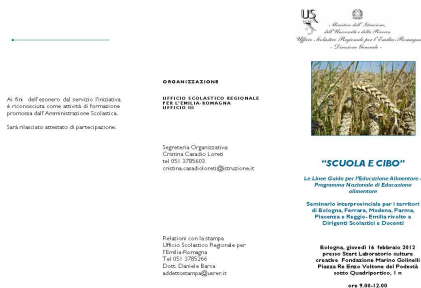 Ai fini dell'esonero dal servizio l'iniziativa
è riconosciuta come attività di formazione
promossa dall'Amministrazione Scolastica.
Sarà rilasciato attestato di partecipazione.
ORGANIZZAZIONE
UFFICIO SCOLASTICO REGIONALE
PER L'EMILIA-ROMAGNA
UFFICIO III
Segreteria Organizzativa:
Cristina Casadio Loreti
tel 051 3785603
cristina.casadioloreti@istruzione.it
Relazioni con la stampa
Ufficio Scolastico Regionale per
l'Emilia-Romagna
Tel 051 3785266
Dott. Daniele Barca
addettostampa@usrer.it
US
Ministero dell'Istruzione,
dell'Università e della Ricerca
Ufficio Scolastico Regionale per l'Emilia-Romagna
- Direzione Generale -
"SCUOLA E CIBO"
Le Linee Guida per l'Educazione Alimentare e
Programma Nazionale di Educazione
alimentare
Seminario interprovinciale per i territori
di Bologna, Ferrara, Modena, Parma,
Piacenza e Reggio-Emilia rivolto a
Dirigenti Scolastici e Docenti
Bologna, giovedì 16 febbraio 2012
presso Start Laboratorio culture
creative Fondazione Marino Golinelli
Piazza Re Enzo Voltone del Podestà
sotto Quadriportico, 1 n
ore 9.00-12.00